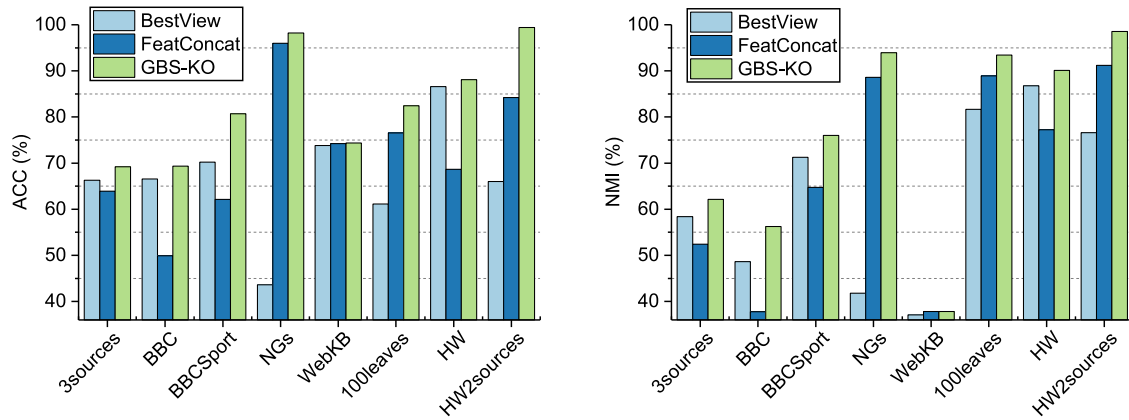 BestView
FeatConcat
GBS-KO
ACC (%)
100
90
80
70
60
50
40
3sources
BBC
BBCSport
NGs
WebKB
100leaves
HW
HW2sources
BestView
FeatConcat
GBS-KO
NMI (%)
100
90
80
70
60
50
40
3sources
BBC
BBCSport
NGs
WebKB
100leaves
HW
HW2sources